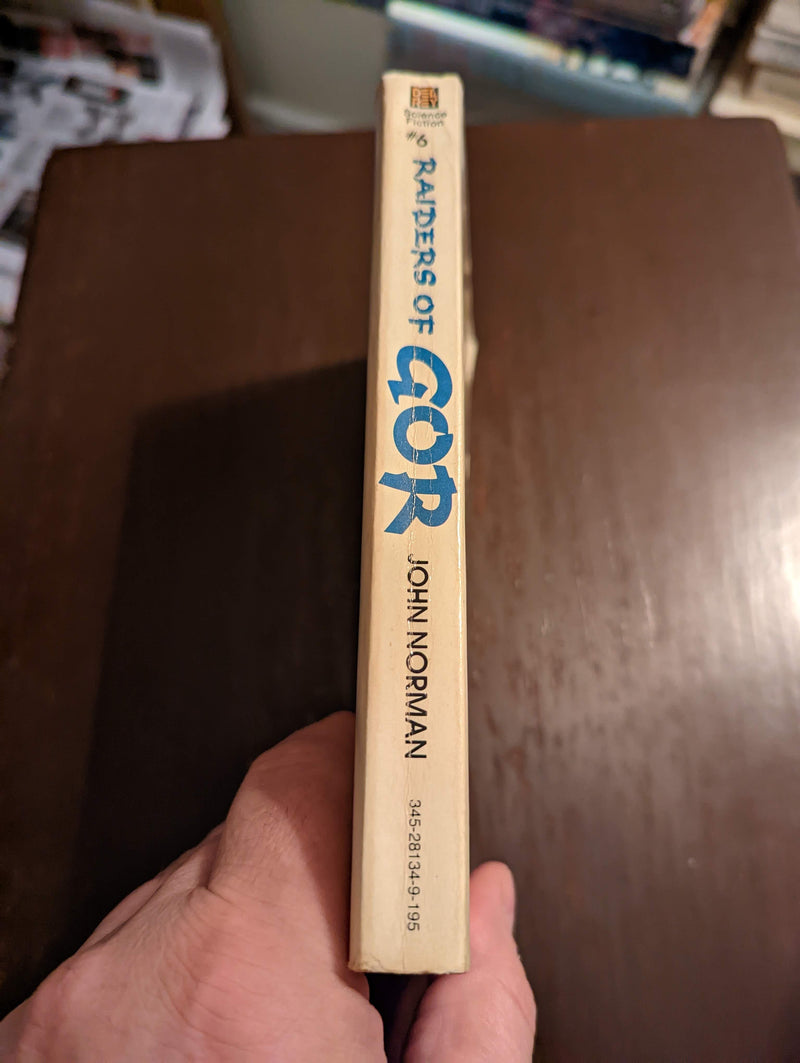 DEL
REY
Science
Fiction
#6
RAIDERS OF
GOR
JOHN NORMAN
345-28134-9-195